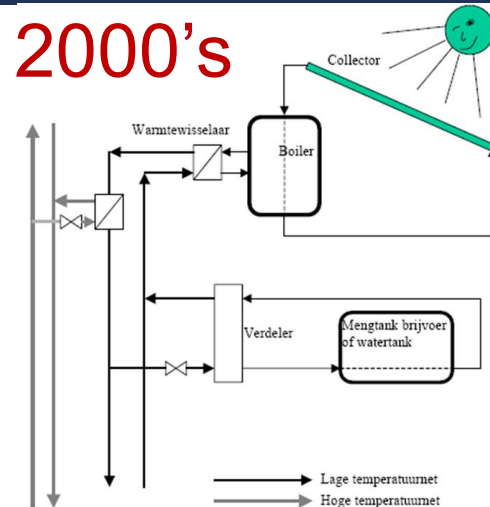 2000’s
Collector
Warmtewisselaar
Boiler
Verdeler
Mengtank brijvoer
of watertank
Lage temperatuurnet
Hoge temperatuurnet